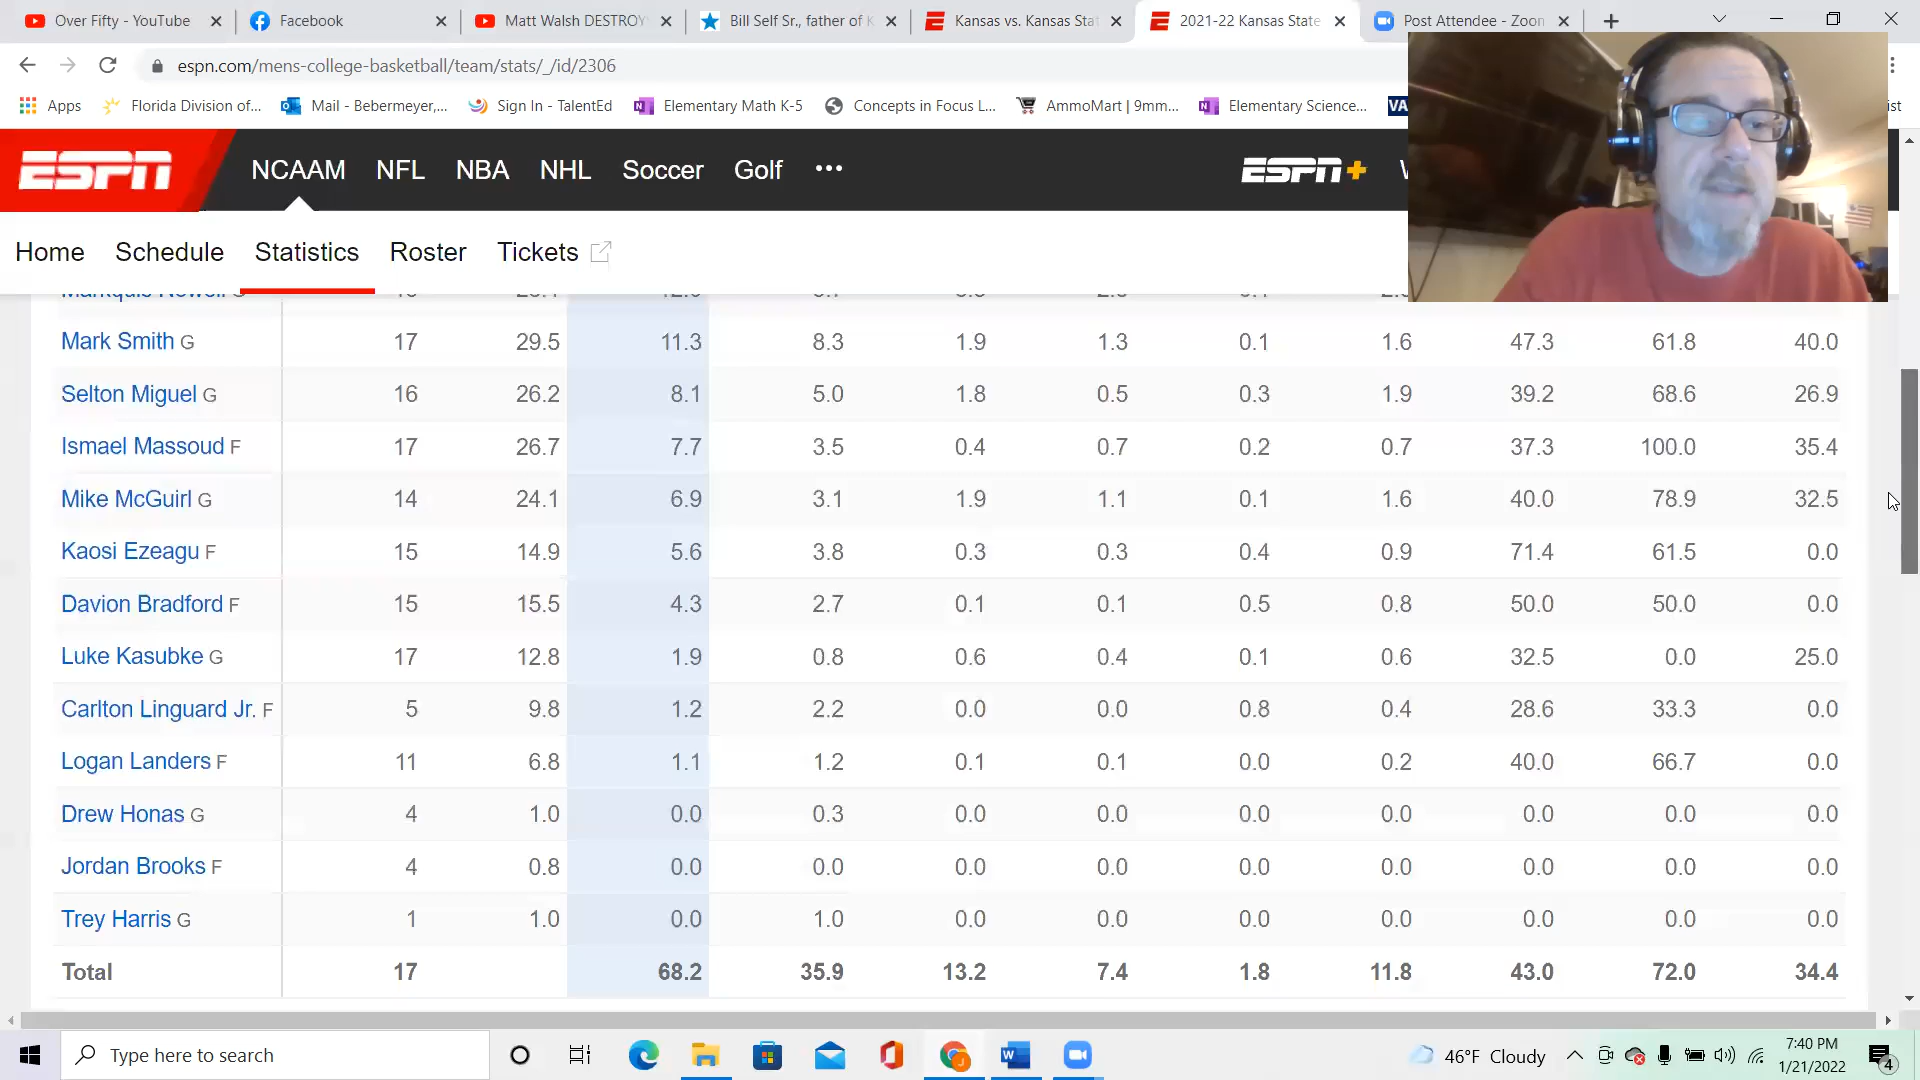 Over Fifty - YouTube
Facebook
Matt Walsh DESTROY
Bill Self Sr., father of K
Kansas vs. Kansas Sta
2021-22 Kansas State
Post Attendee - Zoon
espn.com/mens-college-basketball/team/stats/_/id/2306
Apps Florida Division of... Mail - Bebermeyer,... Sign In - TalentEd Elementary Math K-5 Concepts in Focus L... AmmoMart | 9mm... Elementary Science... VA ist
ESPN NCAAM NFL NBA NHL Soccer Golf ••• ESPN+
Home Schedule Statistics Roster Tickets
Markquis Nowell G
Mark Smith G 17 29.5 11.3 8.3 1.9 1.3 0.1 1.6 47.3 61.8 40.0
Selton Miguel G 16 26.2 8.1 5.0 1.8 0.5 0.3 1.9 39.2 68.6 26.9
Ismael Massoud F 17 26.7 7.7 3.5 0.4 0.7 0.2 0.7 37.3 100.0 35.4
Mike McGuirl G 14 24.1 6.9 3.1 1.9 1.1 0.1 1.6 40.0 78.9 32.5
Kaosi Ezeagu F 15 14.9 5.6 3.8 0.3 0.3 0.4 0.9 71.4 61.5 0.0
Davion Bradford F 15 15.5 4.3 2.7 0.1 0.1 0.5 0.8 50.0 50.0 0.0
Luke Kasubke G 17 12.8 1.9 0.8 0.6 0.4 0.1 0.6 32.5 0.0 25.0
Carlton Linguard Jr. F 5 9.8 1.2 2.2 0.0 0.0 0.8 0.4 28.6 33.3 0.0
Logan Landers F 11 6.8 1.1 1.2 0.1 0.1 0.0 0.2 40.0 66.7 0.0
Drew Honas G 4 1.0 0.0 0.3 0.0 0.0 0.0 0.0 0.0 0.0 0.0
Jordan Brooks F 4 0.8 0.0 0.0 0.0 0.0 0.0 0.0 0.0 0.0 0.0
Trey Harris G 1 1.0 0.0 1.0 0.0 0.0 0.0 0.0 0.0 0.0 0.0
Total 17 68.2 35.9 13.2 7.4 1.8 11.8 43.0 72.0 34.4
Type here to search
46°F Cloudy
7:40 PM
1/21/2022
4